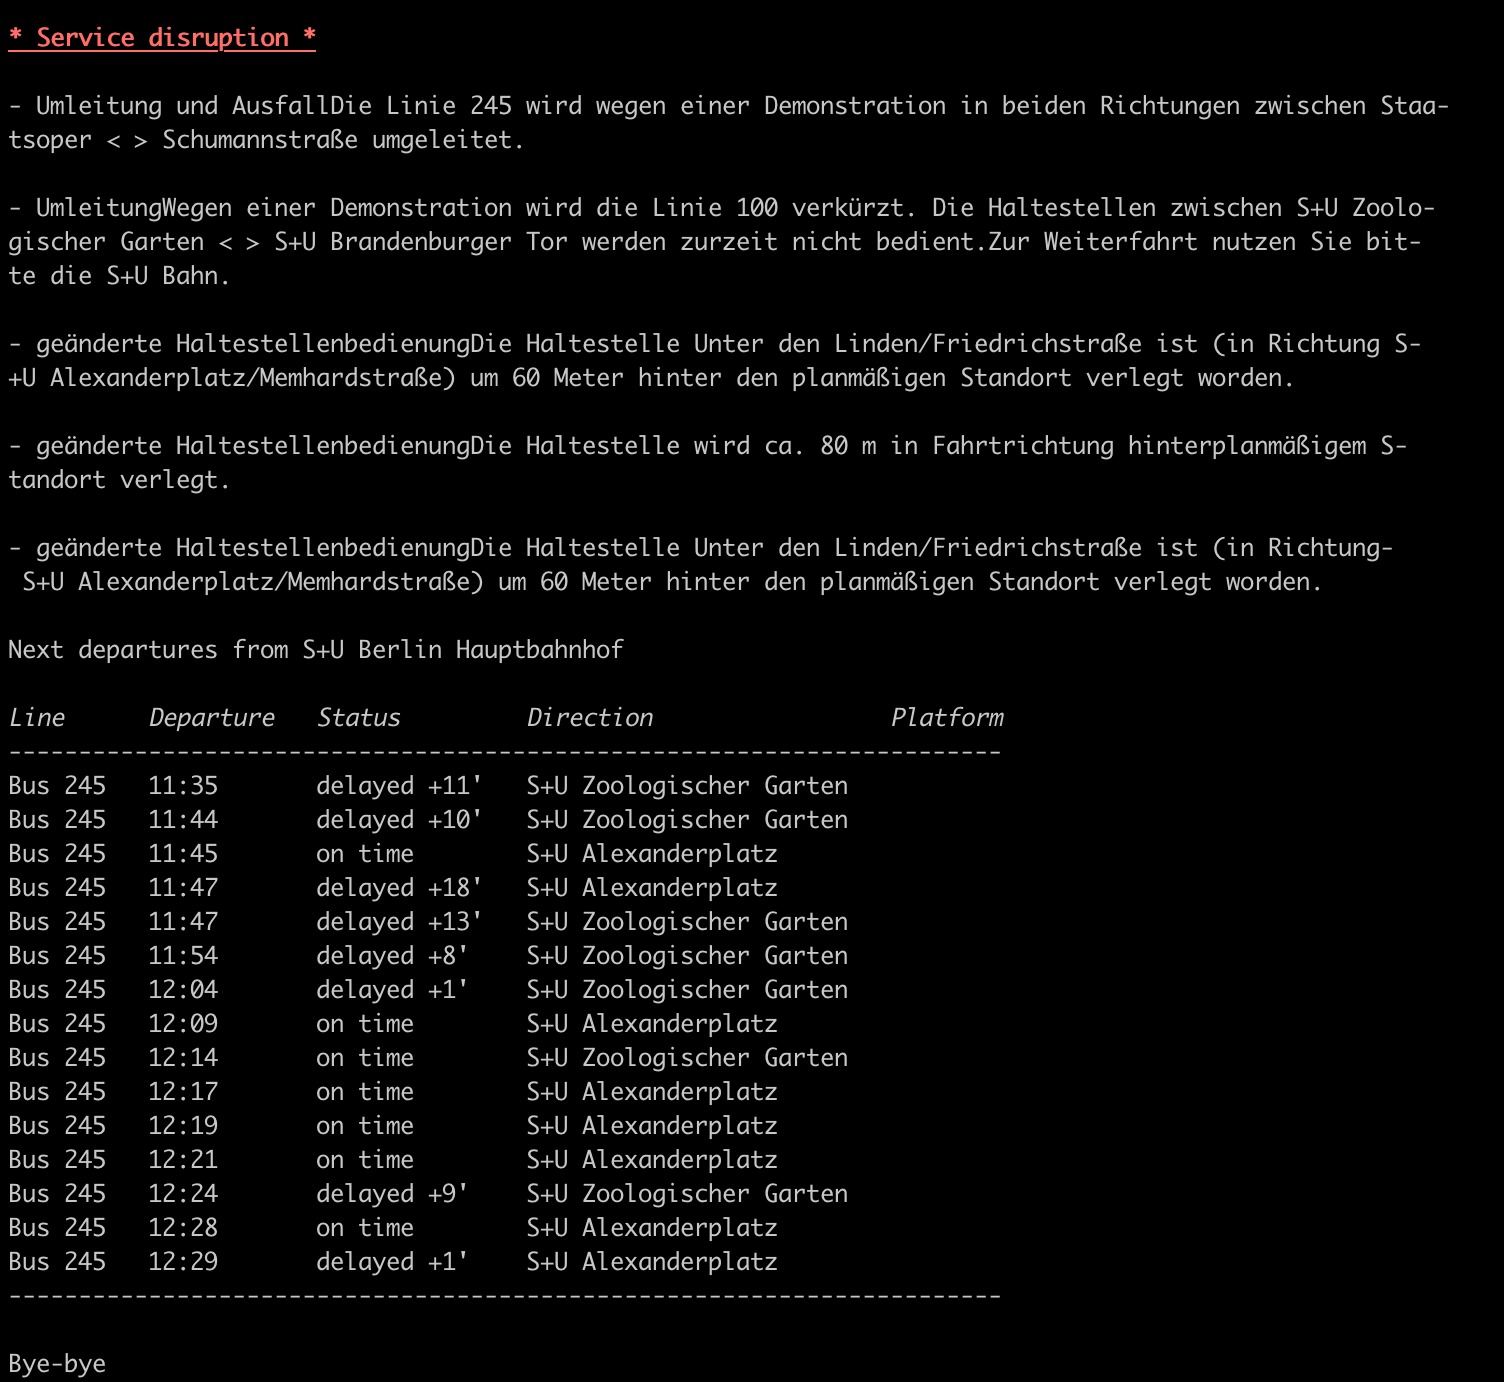 * Service disruption *
- Umleitung und AusfallDie Linie 245 wird wegen einer Demonstration in beiden Richtungen zwischen Staa-
tsoper < > Schumannstraße umgeleitet.
- UmleitungWegen einer Demonstration wird die Linie 100 verkürzt. Die Haltestellen zwischen S+U Zoolo-
gischer Garten < > S+U Brandenburger Tor werden zurzeit nicht bedient.Zur Weiterfahrt nutzen Sie bit-
te die S+U Bahn.
- geänderte HaltestellenbedienungDie Haltestelle Unter den Linden/Friedrichstraße ist (in Richtung S-
+U Alexanderplatz/Memhardstraße) um 60 Meter hinter den planmäßigen Standort verlegt worden.
- geänderte HaltestellenbedienungDie Haltestelle wird ca. 80 m in Fahrtrichtung hinterplanmäßigem S-
tandort verlegt.
- geänderte HaltestellenbedienungDie Haltestelle Unter den Linden/Friedrichstraße ist (in Richtung-
S+U Alexanderplatz/Memhardstraße) um 60 Meter hinter den planmäßigen Standort verlegt worden.
Next departures from S+U Berlin Hauptbahnhof
Line Departure Status Direction Platform
-----------------------------------------------------------------------
Bus 245 11:35 delayed +11' S+U Zoologischer Garten
Bus 245 11:44 delayed +10' S+U Zoologischer Garten
Bus 245 11:45 on time S+U Alexanderplatz
Bus 245 11:47 delayed +18' S+U Alexanderplatz
Bus 245 11:47 delayed +13' S+U Zoologischer Garten
Bus 245 11:54 delayed +8' S+U Zoologischer Garten
Bus 245 12:04 delayed +1' S+U Zoologischer Garten
Bus 245 12:09 on time S+U Alexanderplatz
Bus 245 12:14 on time S+U Zoologischer Garten
Bus 245 12:17 on time S+U Alexanderplatz
Bus 245 12:19 on time S+U Alexanderplatz
Bus 245 12:21 on time S+U Alexanderplatz
Bus 245 12:24 delayed +9' S+U Zoologischer Garten
Bus 245 12:28 on time S+U Alexanderplatz
Bus 245 12:29 delayed +1' S+U Alexanderplatz
-----------------------------------------------------------------------
Bye-bye